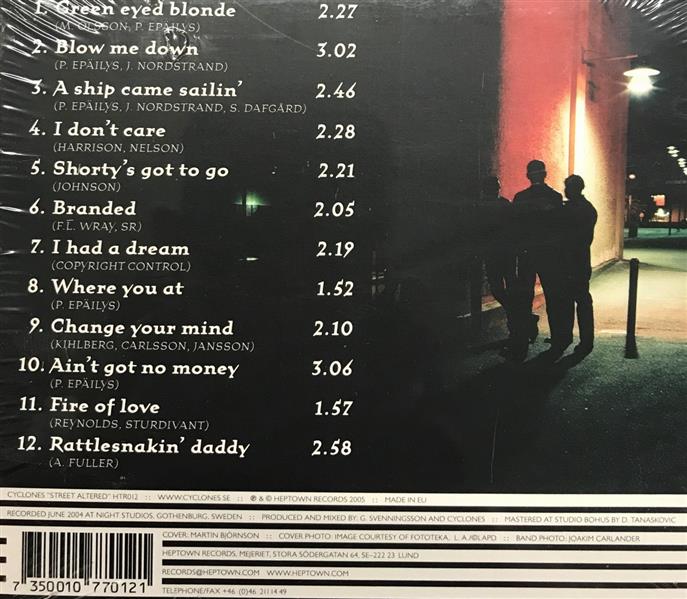 1. Green eyed blonde 2.27
(M. OLSSON, P. EPÄILYS)
2. Blow me down 3.02
(P. EPÄILYS, J. NORDSTRAND)
3. A ship came sailin' 2.46
(P. EPÄILYS, J. NORDSTRAND, S. DAFGÅRD)
4. I don't care 2.28
(HARRISON, NELSON)
5. Shorty's got to go 2.21
(JOHNSON)
6. Branded 2.05
(F.L. WRAY, SR)
7. I had a dream 2.19
(COPYRIGHT CONTROL)
8. Where you at 1.52
(P. EPÄILYS)
9. Change your mind 2.10
(KIHLBERG, CARLSSON, JANSSON)
10. Ain't got no money 3.06
(P. EPÄILYS)
11. Fire of love 1.57
(REYNOLDS, STURDIVANT)
12. Rattlesnakin' daddy 2.58
(A. FULLER)
CYCLONES "STREET ALTERED" HTR012 :: WWW.CYCLONES.SE :: ℗ & © HEPTOWN RECORDS 2005 :: MADE IN EU
RECORDED JUNE 2004 AT NIGHT STUDIOS, GOTHENBURG, SWEDEN :: PRODUCED AND MIXED BY: G. SVENNINGSSON AND CYCLONES :: MASTERED AT STUDIO BOHUS BY D. TANASKOVIC
COVER: MARTIN BJÖRNSON :: COVER PHOTO: IMAGE COURTESY OF FOTOTEKA, L.A./©LAPD :: BAND PHOTO: JOAKIM CARLANDER
HEPTOWN RECORDS, MEJERIET, STORA SÖDERGATAN 64, SE–222 23 LUND
RECORDS@HEPTOWN.COM :: WWW.HEPTOWN.COM
TELEPHONE/FAX +46 (0)46 211 14 49
7 350010 770121